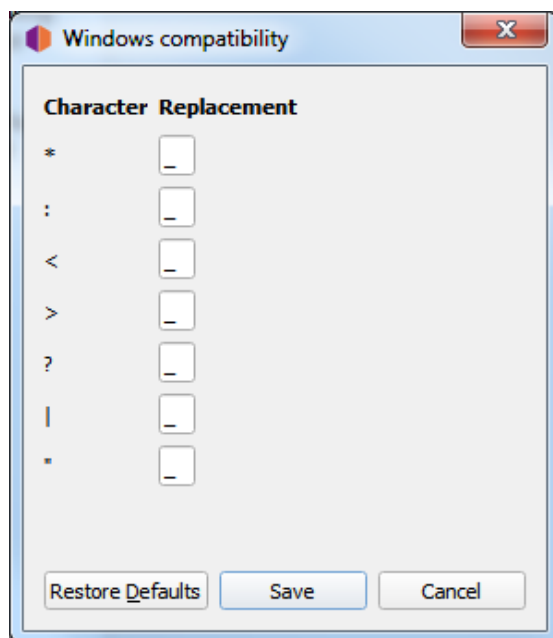 Windows compatibility
Character Replacement
* _
: _
< _
> _
? _
| _
" _
Restore Defaults Save Cancel